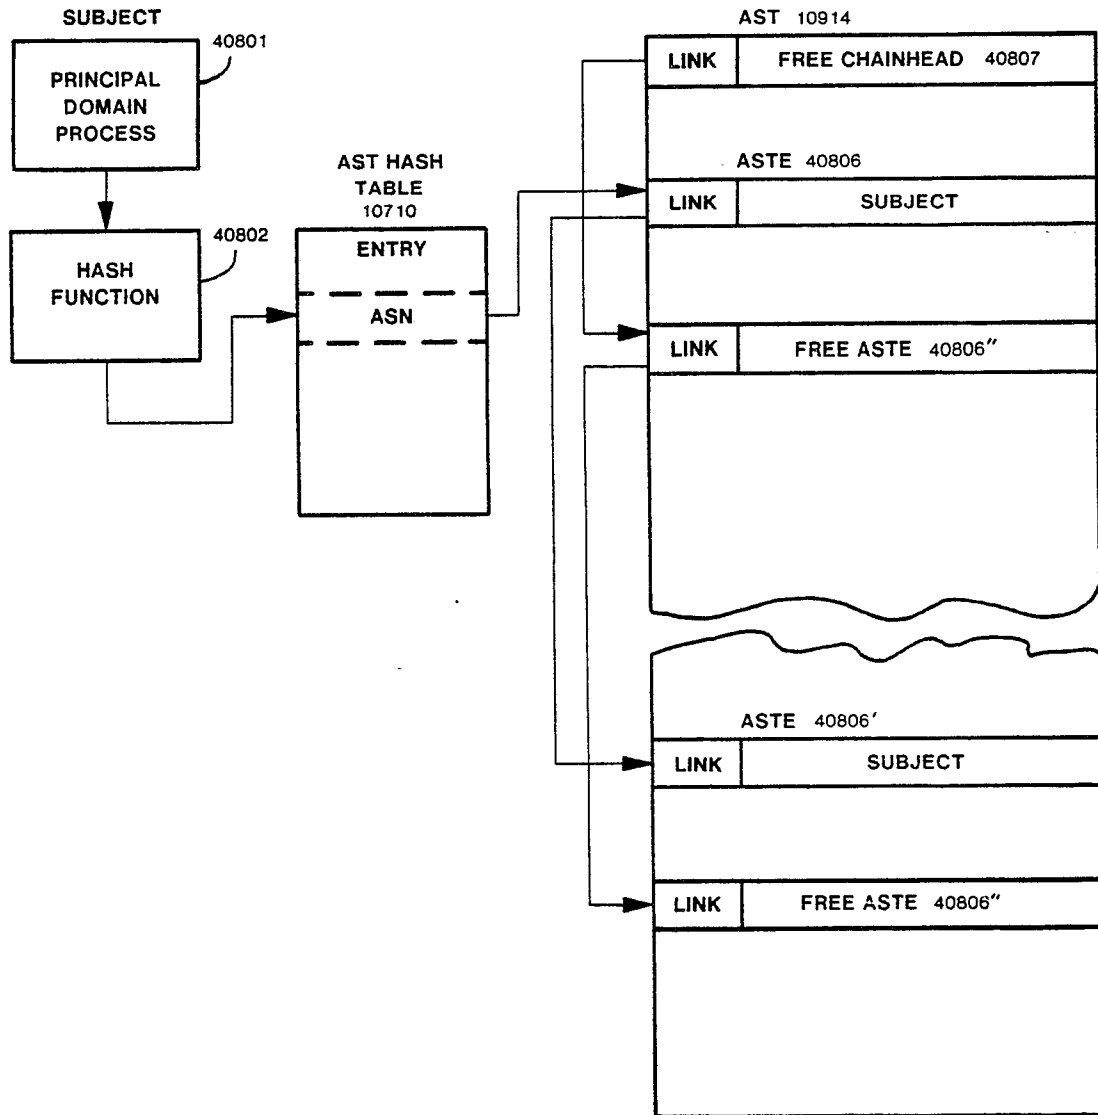 SUBJECT
40801
PRINCIPAL
DOMAIN
PROCESS
40802
HASH
FUNCTION
AST HASH
TABLE
10710
ENTRY
ASN
AST 10914
LINK FREE CHAINHEAD 40807
ASTE 40806
LINK SUBJECT
LINK FREE ASTE 40806″
ASTE 40806′
LINK SUBJECT
LINK FREE ASTE 40806″